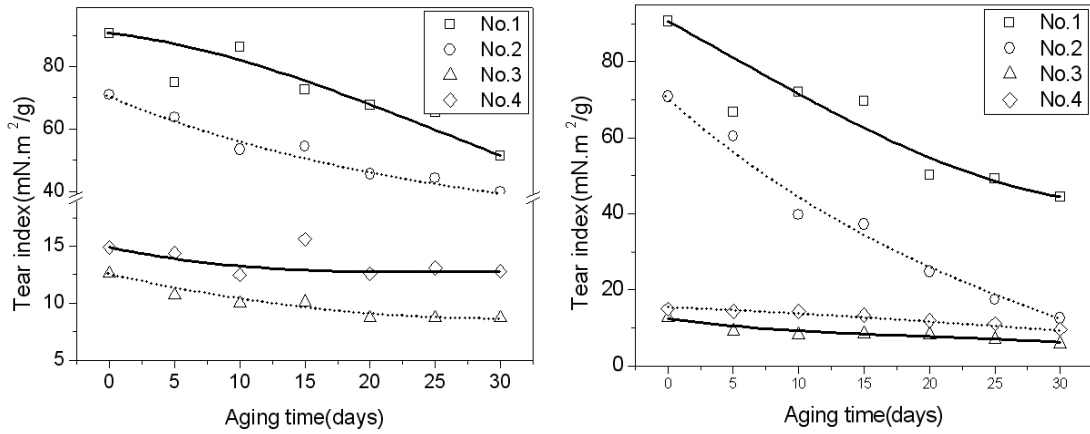 No.1
No.2
No.3
No.4
80
60
40
15
10
5
Tear index(mN.m²/g)
0 5 10 15 20 25 30
Aging time(days)
No.1
No.2
No.3
No.4
80
60
40
20
0
Tear index(mN.m²/g)
0 5 10 15 20 25 30
Aging time(days)